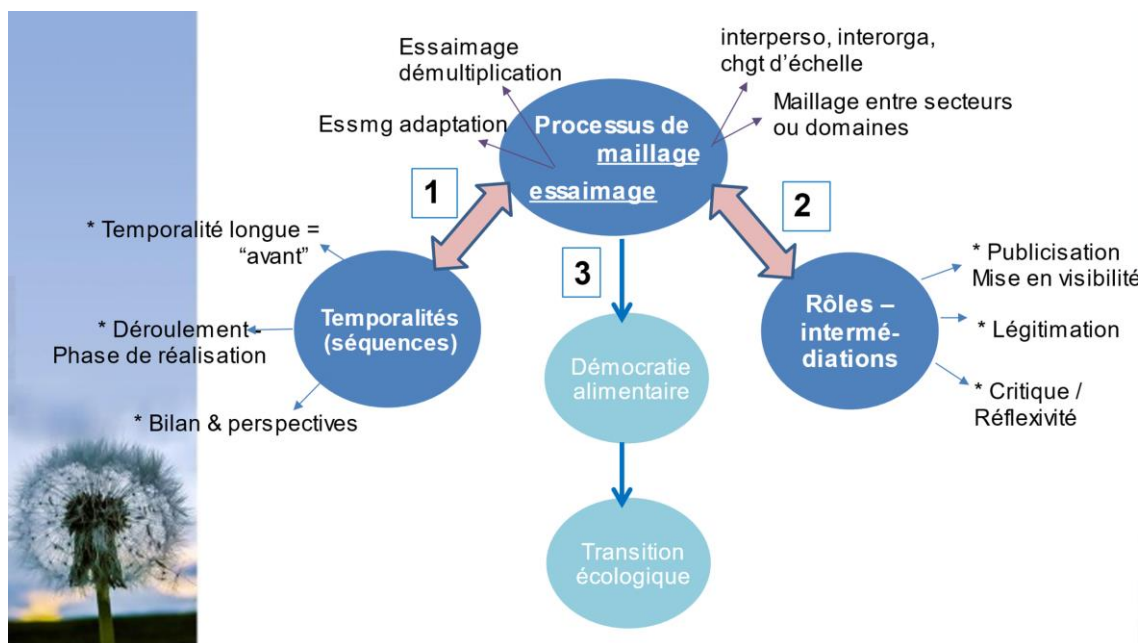 Essaimage
démultiplication
Essmg adaptation
interperso, interorga,
chgt d'échelle
Maillage entre secteurs
ou domaines
Processus de
maillage
essaimage
1
2
3
* Temporalité longue =
“avant”
* Déroulement -
Phase de réalisation
* Bilan & perspectives
Temporalités
(séquences)
Démocratie
alimentaire
Transition
écologique
Rôles –
intermé-
diations
* Publicisation
Mise en visibilité
* Légitimation
* Critique /
Réflexivité